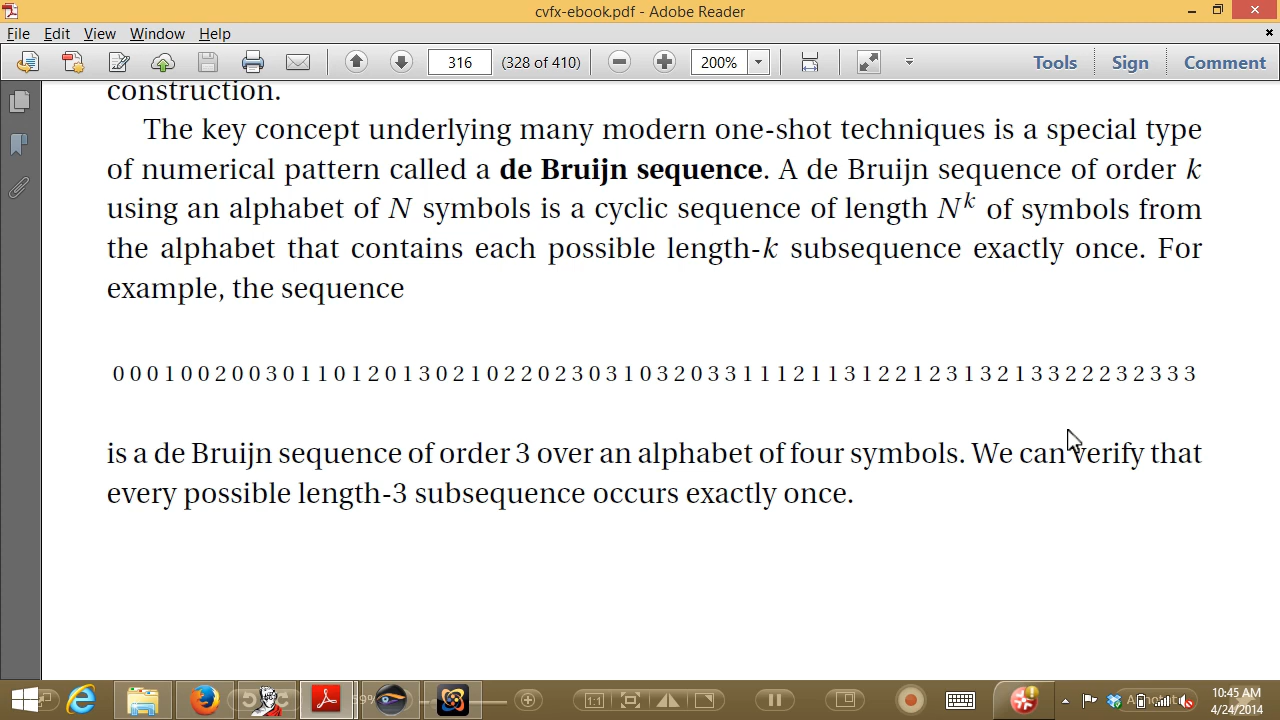 cvfx-ebook.pdf - Adobe Reader
File Edit View Window Help
316 (328 of 410) 200% Tools Sign Comment
construction.
The key concept underlying many modern one-shot techniques is a special type
of numerical pattern called a de Bruijn sequence. A de Bruijn sequence of order k
using an alphabet of N symbols is a cyclic sequence of length N^k of symbols from
the alphabet that contains each possible length-k subsequence exactly once. For
example, the sequence
0 0 0 1 0 0 2 0 0 3 0 1 1 0 1 2 0 1 3 0 2 1 0 2 2 0 2 3 0 3 1 0 3 2 0 3 3 1 1 1 2 1 1 3 1 2 2 1 2 3 1 3 2 1 3 3 2 2 2 3 2 3 3 3
is a de Bruijn sequence of order 3 over an alphabet of four symbols. We can verify that
every possible length-3 subsequence occurs exactly once.
10:45 AM
4/24/2014